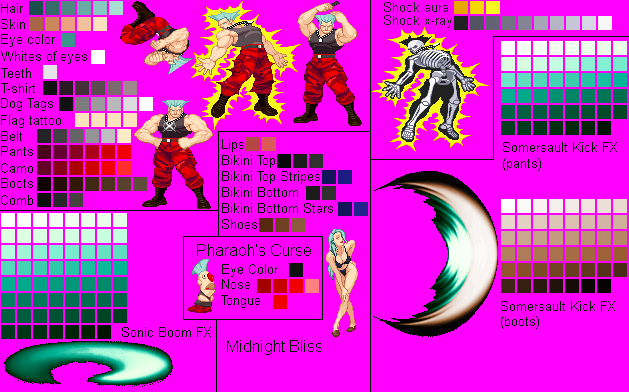 Hair
Skin
Eye color
Whites of eyes
Teeth
T-shirt
Dog Tags
Flag tattoo
Belt
Pants
Camo
Boots
Comb
Shock aura
Shock x-ray
Somersault Kick FX
(pants)
Lips
Bikini Top
Bikini Top Stripes
Bikini Bottom
Bikini Bottom Stars
Shoes
Pharaoh's Curse
Eye Color
Nose
Tongue
Sonic Boom FX
Midnight Bliss
Somersault Kick FX
(boots)